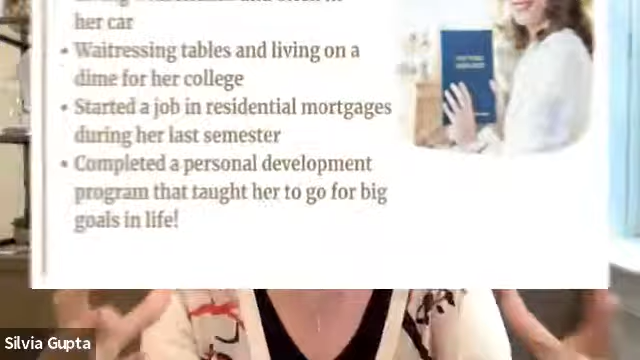 her car
• Waitressing tables and living on a
dime for her college
• Started a job in residential mortgages
during her last semester
• Completed a personal development
program that taught her to go for big
goals in life!
Silvia Gupta